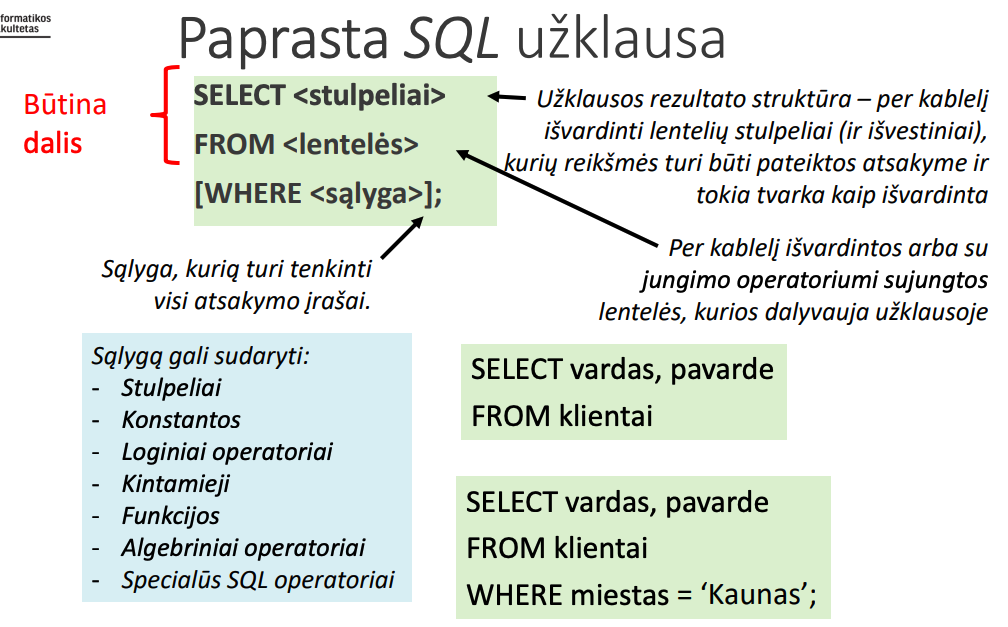 formatikos
kultetas
Paprasta SQL užklausa
Būtina
dalis
SELECT <stulpeliai>
FROM <lentelės>
[WHERE <sąlyga>];
Užklausos rezultato struktūra – per kablelį
išvardinti lentelių stulpeliai (ir išvestiniai),
kurių reikšmės turi būti pateiktos atsakyme ir
tokia tvarka kaip išvardinta
Per kablelį išvardintos arba su
jungimo operatoriumi sujungtos
lentelės, kurios dalyvauja užklausoje
Sąlyga, kurią turi tenkinti
visi atsakymo įrašai.
Sąlygą gali sudaryti:
- Stulpeliai
- Konstantos
- Loginiai operatoriai
- Kintamieji
- Funkcijos
- Algebriniai operatoriai
- Specialūs SQL operatoriai
SELECT vardas, pavarde
FROM klientai
SELECT vardas, pavarde
FROM klientai
WHERE miestas = ‘Kaunas’;